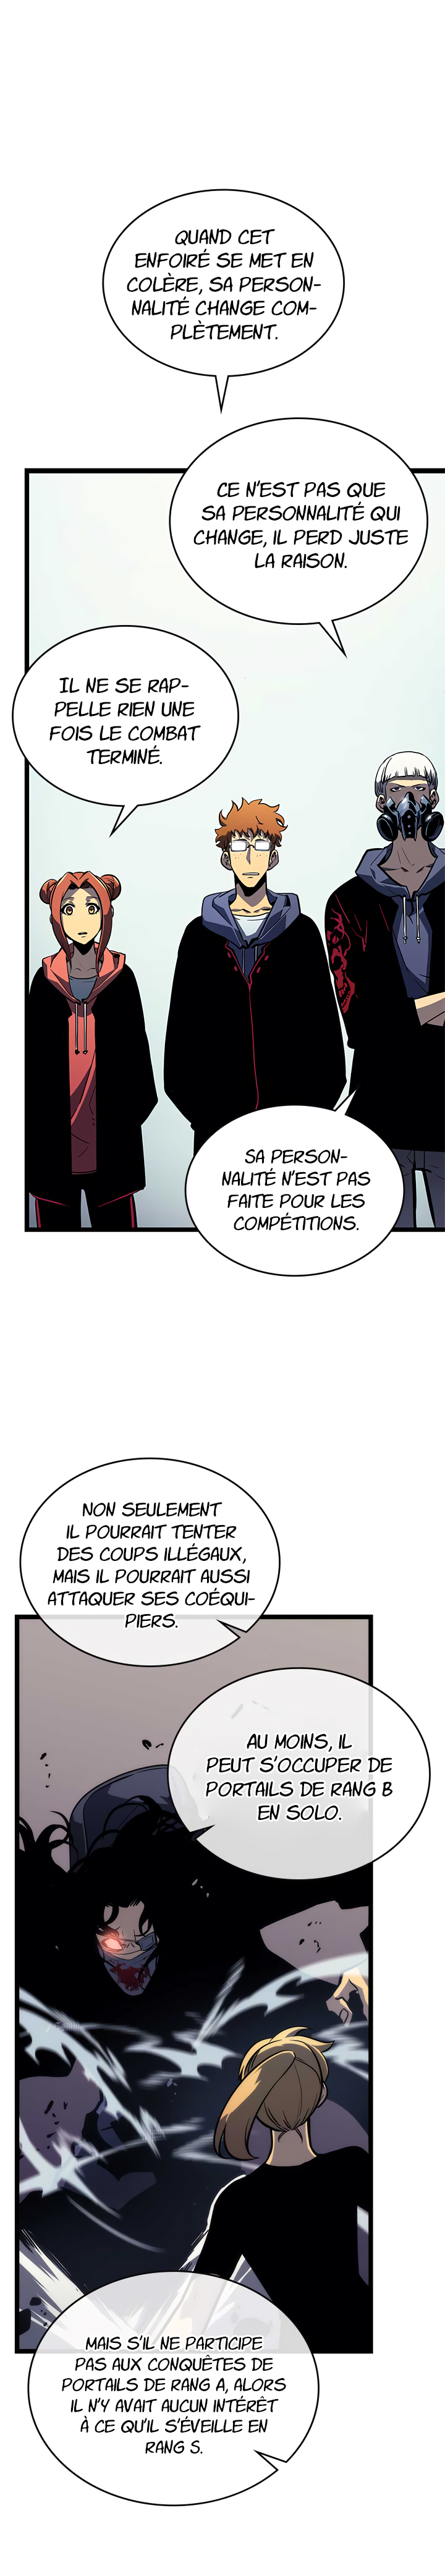 QUAND CET
ENFOIRÉ SE MET EN
COLÈRE, SA PERSON-
NALITÉ CHANGE COM-
PLÈTEMENT.
CE N'EST PAS QUE
SA PERSONNALITÉ QUI
CHANGE, IL PERD JUSTE
LA RAISON.
IL NE SE RAP-
PELLE RIEN UNE
FOIS LE COMBAT
TERMINÉ.
SA PERSON-
NALITÉ N'EST PAS
FAITE POUR LES
COMPÉTITIONS.
NON SEULEMENT
IL POURRAIT TENTER
DES COUPS ILLÉGAUX,
MAIS IL POURRAIT AUSSI
ATTAQUER SES COÉQUI-
PIERS.
AU MOINS, IL
PEUT S'OCCUPER DE
PORTAILS DE RANG B
EN SOLO.
MAIS S'IL NE PARTICIPE
PAS AUX CONQUÊTES DE
PORTAILS DE RANG A, ALORS
IL N'Y AVAIT AUCUN INTÉRÊT
À CE QU'IL S'ÉVEILLE EN
RANG S.